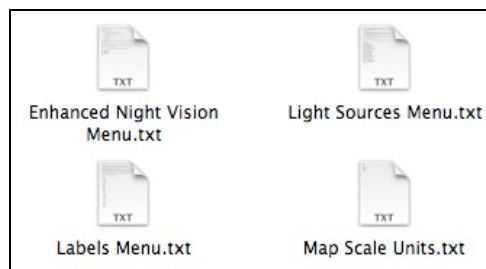 TXT
TXT
Enhanced Night Vision
Menu.txt
Light Sources Menu.txt
TXT
TXT
Labels Menu.txt
Map Scale Units.txt